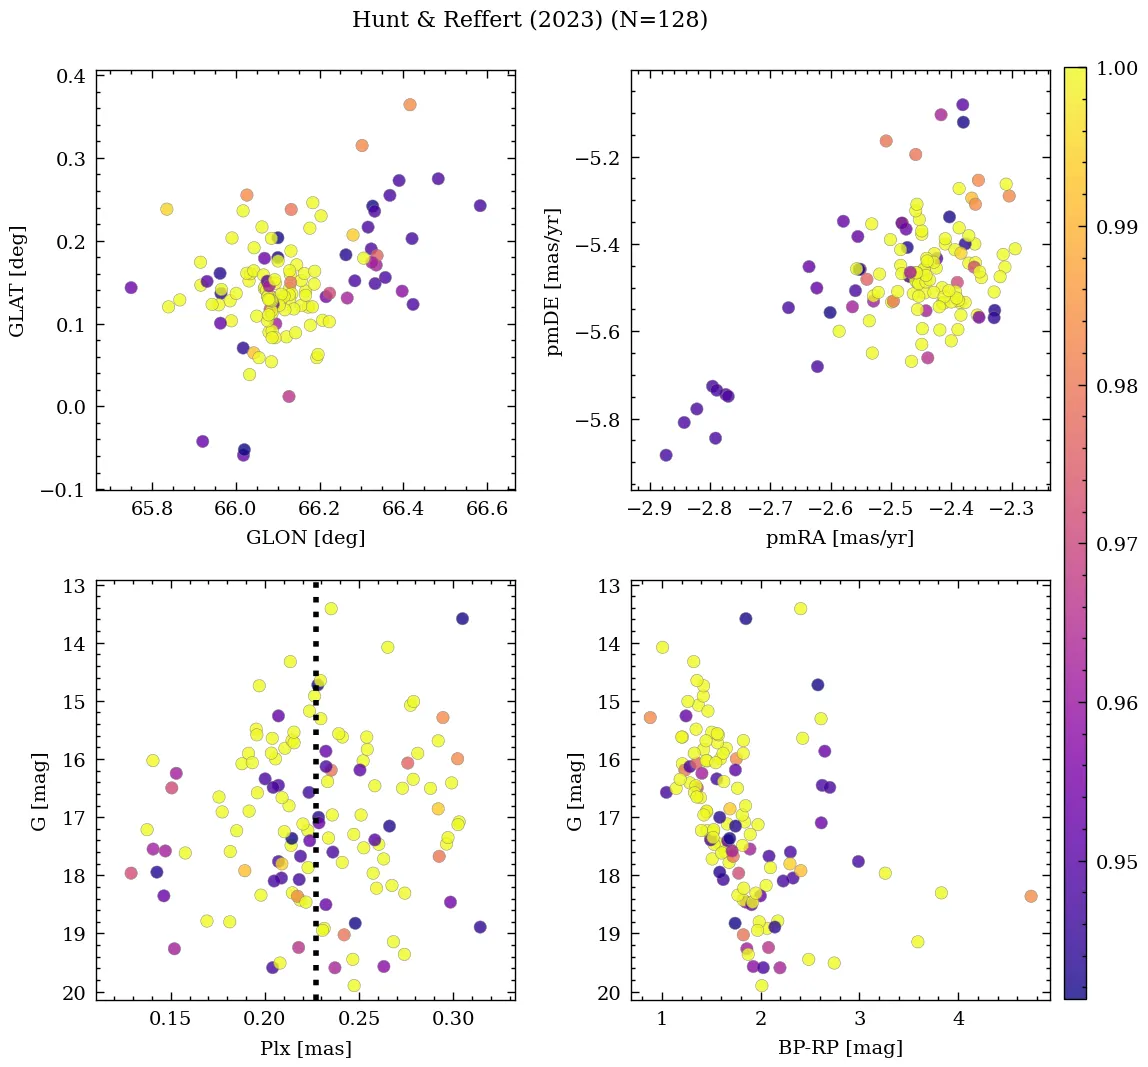 Hunt & Reffert (2023) (N=128)
0.4
0.3
0.2
0.1
0.0
−0.1
GLAT [deg]
65.8 66.0 66.2 66.4 66.6
GLON [deg]
−5.2
−5.4
−5.6
−5.8
pmDE [mas/yr]
−2.9 −2.8 −2.7 −2.6 −2.5 −2.4 −2.3
pmRA [mas/yr]
1.00
0.99
0.98
0.97
0.96
0.95
13
14
15
16
17
18
19
20
G [mag]
0.15 0.20 0.25 0.30
Plx [mas]
13
14
15
16
17
18
19
20
G [mag]
1 2 3 4
BP-RP [mag]